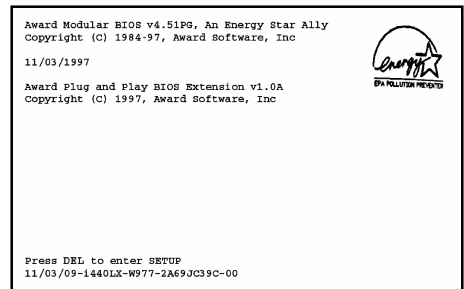 Award Modular BIOS v4.51PG, An Energy Star Ally
Copyright (C) 1984-97, Award Software, Inc
11/03/1997
Award Plug and Play BIOS Extension v1.0A
Copyright (C) 1997, Award Software, Inc
energy
EPA POLLUTION PREVENTER
Press DEL to enter SETUP
11/03/09-i440LX-W977-2A69JC39C-00